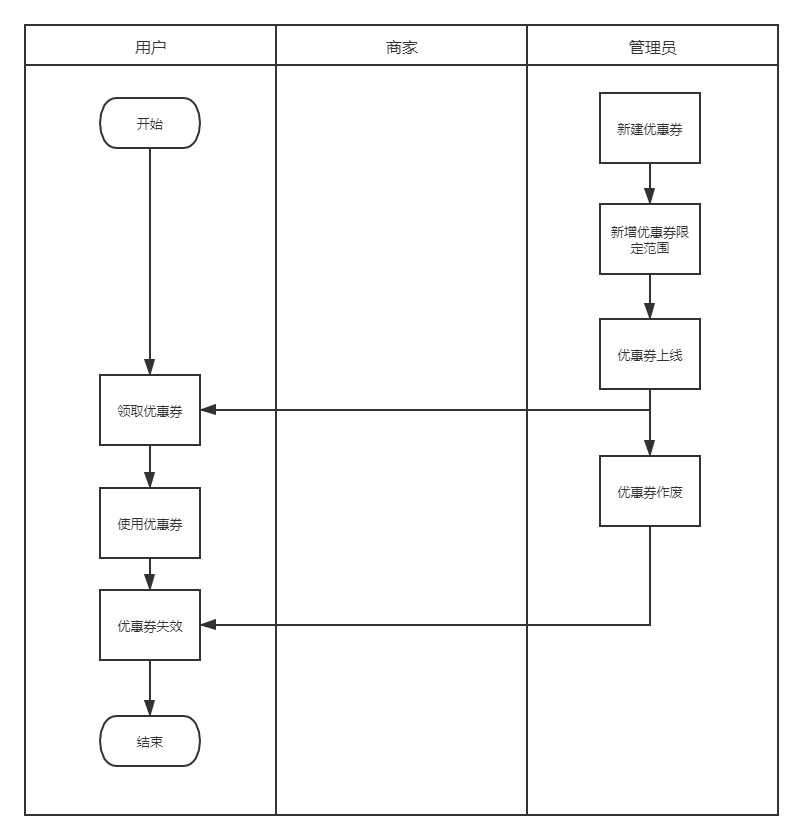 用户
商家
管理员
开始
新建优惠券
新增优惠券限
定范围
优惠券上线
领取优惠券
优惠券作废
使用优惠券
优惠券失效
结束